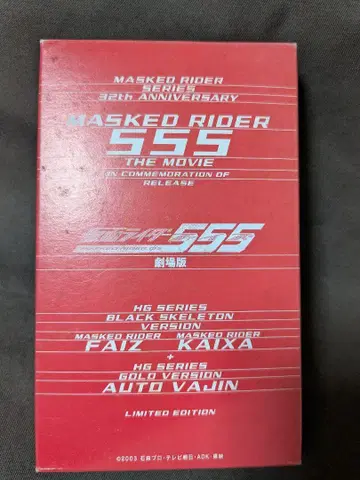 MASKED RIDER
SERIES
32th ANNIVERSARY
MASKED RIDER
555
THE MOVIE
IN COMMEMORATION OF
RELEASE
仮面ライダー555
劇場版
HG SERIES
BLACK SKELETON
VERSION
MASKED RIDER MASKED RIDER
FAIZ KAIXA
+
HG SERIES
GOLD VERSION
AUTO VAJIN
LIMITED EDITION
©2003 石森プロ・テレビ朝日・ADK・東映